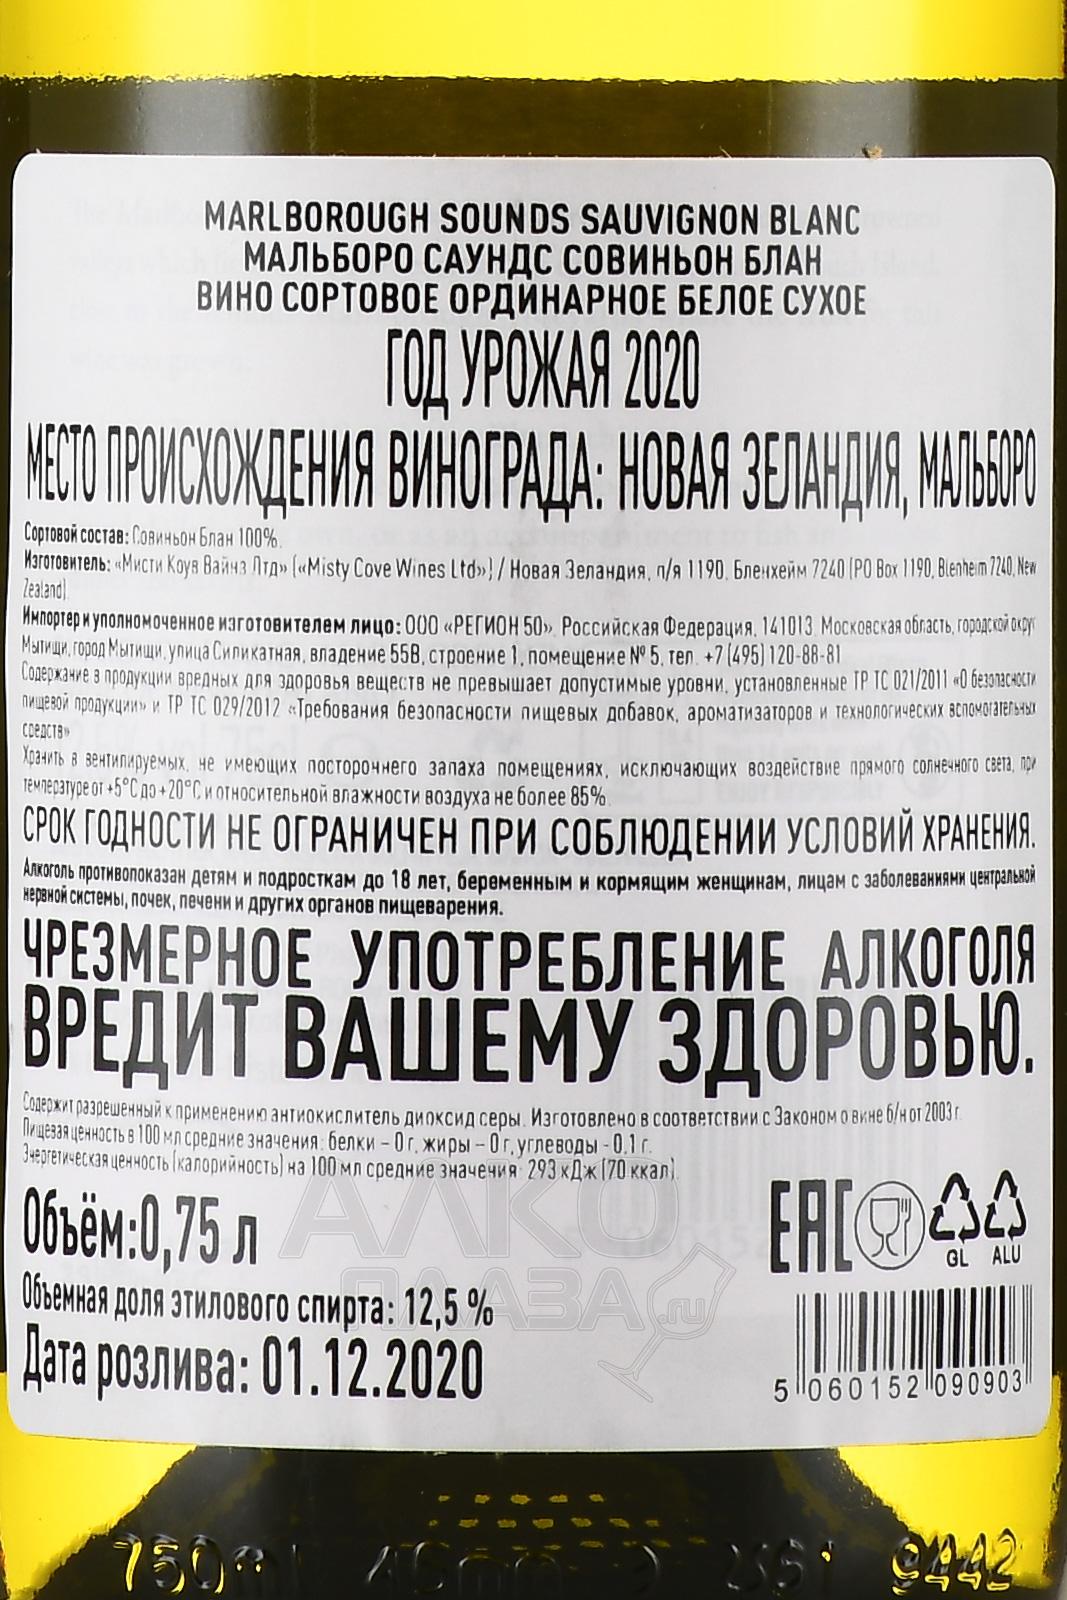 MARLBOROUGH SOUNDS SAUVIGNON BLANC
МАЛЬБОРО САУНДС СОВИНЬОН БЛАН
ВИНО СОРТОВОЕ ОРДИНАРНОЕ БЕЛОЕ СУХОЕ
ГОД УРОЖАЯ 2020
МЕСТО ПРОИСХОЖДЕНИЯ ВИНОГРАДА: НОВАЯ ЗЕЛАНДИЯ, МАЛЬБОРО
Сортовой состав: Совиньон Блан 100%.
Изготовитель: «Мисти Коув Вайнз Лтд» («Misty Cove Wines Ltd») / Новая Зеландия, п/я 1190, Бленхейм 7240 (PO Box 1190, Blenheim 7240, New
Zealand).
Импортер и уполномоченное изготовителем лицо: ООО «РЕГИОН 50», Российская Федерация, 141013, Московская область, городской округ
Мытищи, город Мытищи, улица Силикатная, владение 55В, строение 1, помещение № 5, тел. +7 (495) 120-88-81
Содержание в продукции вредных для здоровья веществ не превышает допустимые уровни, установленные ТР ТС 021/2011 «О безопасности
пищевой продукции» и ТР ТС 029/2012 «Требования безопасности пищевых добавок, ароматизаторов и технологических вспомогательных
средств»
Хранить в вентилируемых, не имеющих постороннего запаха помещениях, исключающих воздействие прямого солнечного света, при
температуре от +5°С до +20°С и относительной влажности воздуха не более 85%.
СРОК ГОДНОСТИ НЕ ОГРАНИЧЕН ПРИ СОБЛЮДЕНИИ УСЛОВИЙ ХРАНЕНИЯ.
Алкоголь противопоказан детям и подросткам до 18 лет, беременным и кормящим женщинам, лицам с заболеваниями центральной
нервной системы, почек, печени и других органов пищеварения.
ЧРЕЗМЕРНОЕ УПОТРЕБЛЕНИЕ АЛКОГОЛЯ
ВРЕДИТ ВАШЕМУ ЗДОРОВЬЮ.
Содержит разрешенный к применению антиокислитель диоксид серы. Изготовлено в соответствии с Законом о вине б/н от 2003 г.
Пищевая ценность в 100 мл средние значения: белки – 0 г, жиры – 0 г, углеводы - 0,1 г.
Энергетическая ценность (калорийность) на 100 мл средние значения: 293 кДж (70 ккал).
Объём:0,75 л
Объемная доля этилового спирта: 12,5 %
Дата розлива: 01.12.2020
EAC
GL ALU
5 060152 090903
АЛКО
ПЛАЗА.ru
750ml 9442